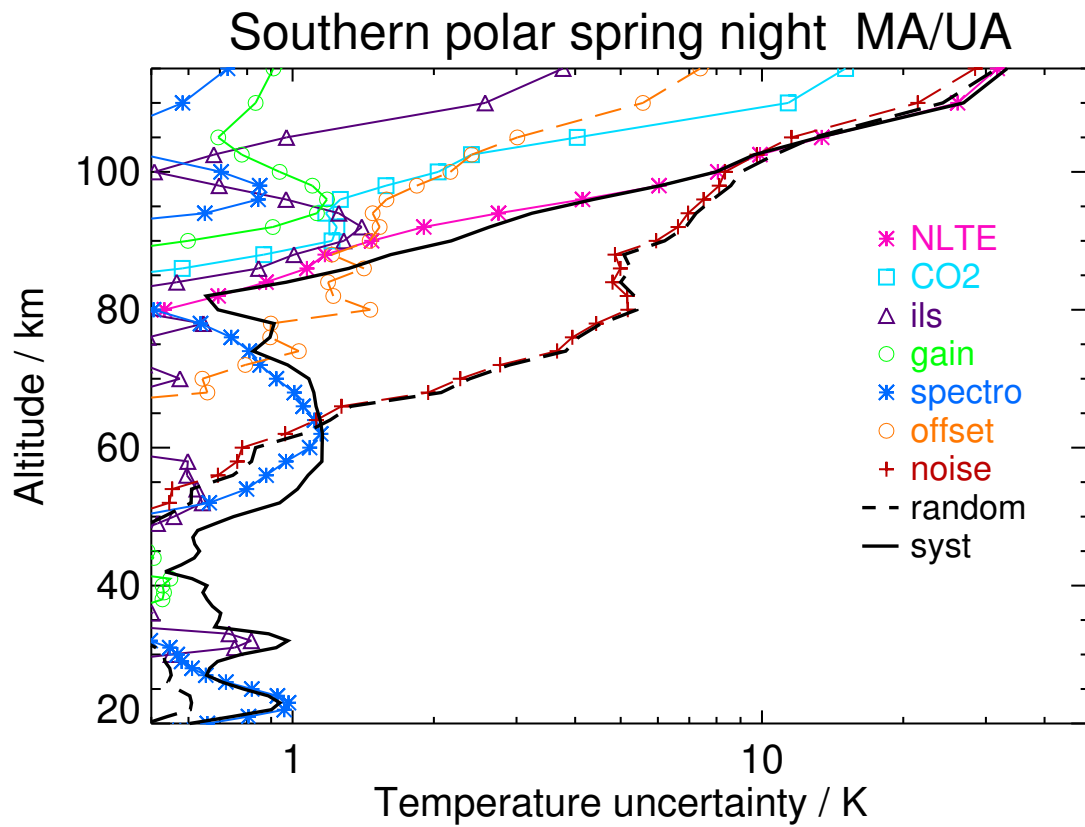 Southern polar spring night MA/UA
Altitude / km
100
80
60
40
20
NLTE
CO2
ils
gain
spectro
offset
noise
random
syst
1
10
Temperature uncertainty / K